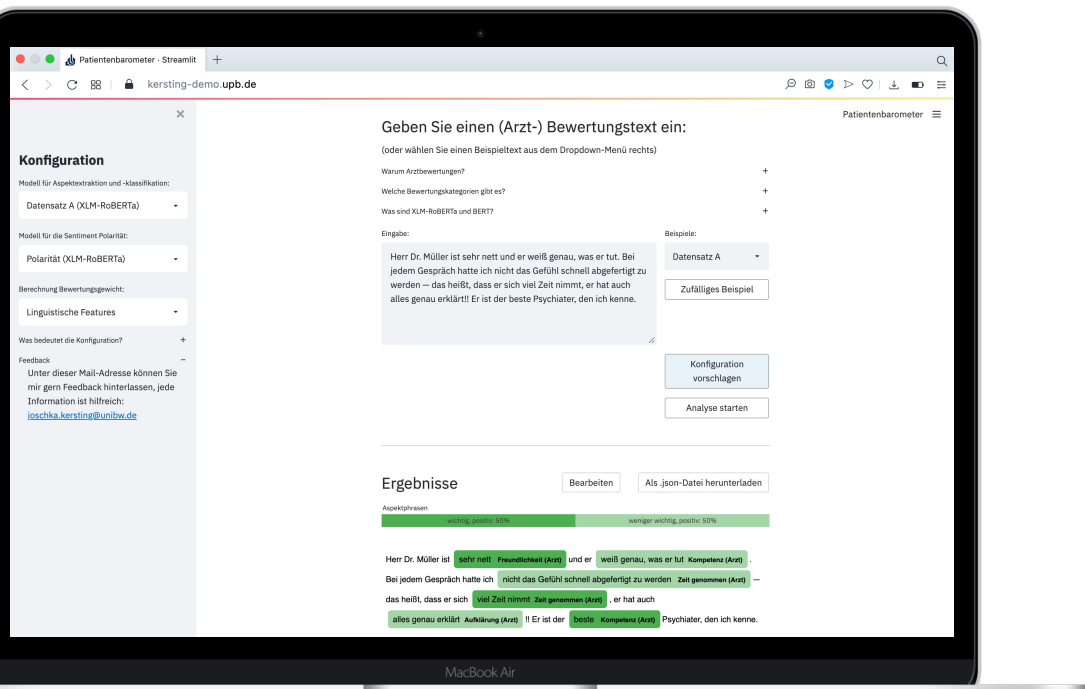 Patientenbarometer · Streamlit
kersting-demo.upb.de
Patientenbarometer
Konfiguration
Modell für Aspektextraktion und -klassifikation:
Datensatz A (XLM-RoBERTa)
Modell für die Sentiment Polarität:
Polarität (XLM-RoBERTa)
Berechnung Bewertungsgewicht:
Linguistische Features
Was bedeutet die Konfiguration? +
Feedback −
Unter dieser Mail-Adresse können Sie
mir gern Feedback hinterlassen, jede
Information ist hilfreich:
joschka.kersting@unibw.de
Geben Sie einen (Arzt-) Bewertungstext ein:
(oder wählen Sie einen Beispieltext aus dem Dropdown-Menü rechts)
Warum Arztbewertungen? +
Welche Bewertungskategorien gibt es? +
Was sind XLM-RoBERTa und BERT? +
Eingabe:
Herr Dr. Müller ist sehr nett und er weiß genau, was er tut. Bei
jedem Gespräch hatte ich nicht das Gefühl schnell abgefertigt zu
werden — das heißt, dass er sich viel Zeit nimmt, er hat auch
alles genau erklärt!! Er ist der beste Psychiater, den ich kenne.
Beispiele:
Datensatz A
Zufälliges Beispiel
Konfiguration
vorschlagen
Analyse starten
Ergebnisse
Bearbeiten
Als .json-Datei herunterladen
Aspektphrasen
wichtig, positiv: 50% weniger wichtig, positiv: 50%
Herr Dr. Müller ist sehr nett Freundlichkeit (Arzt) und er weiß genau, was er tut Kompetenz (Arzt) .
Bei jedem Gespräch hatte ich nicht das Gefühl schnell abgefertigt zu werden Zeit genommen (Arzt) —
das heißt, dass er sich viel Zeit nimmt Zeit genommen (Arzt) , er hat auch
alles genau erklärt Aufklärung (Arzt) !! Er ist der beste Kompetenz (Arzt) Psychiater, den ich kenne.
MacBook Air